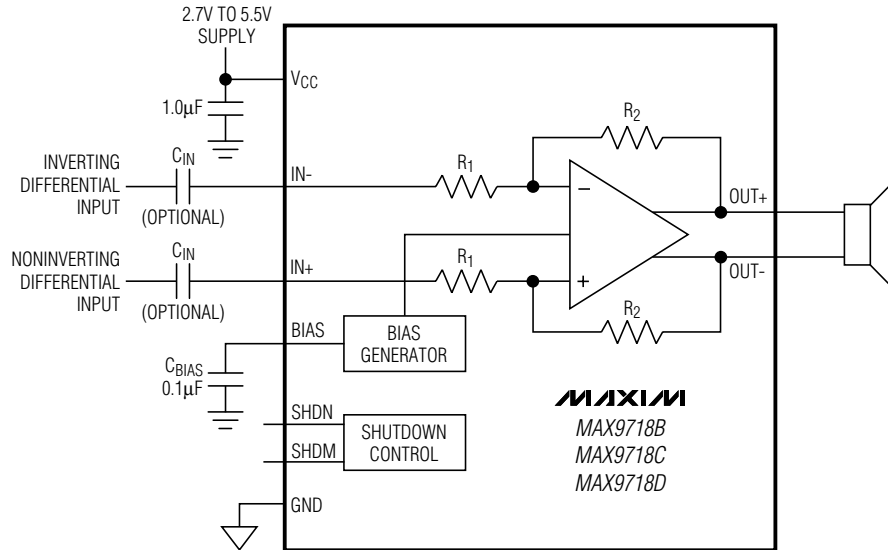 2.7V TO 5.5V
SUPPLY
VCC
1.0µF
CIN
INVERTING
DIFFERENTIAL
INPUT
(OPTIONAL)
IN-
R1
R2
OUT+
CIN
NONINVERTING
DIFFERENTIAL
INPUT
(OPTIONAL)
IN+
R1
R2
OUT-
−
+
BIAS
BIAS
GENERATOR
CBIAS
0.1µF
SHDN
SHDM
SHUTDOWN
CONTROL
GND
MAXIM
MAX9718B
MAX9718C
MAX9718D